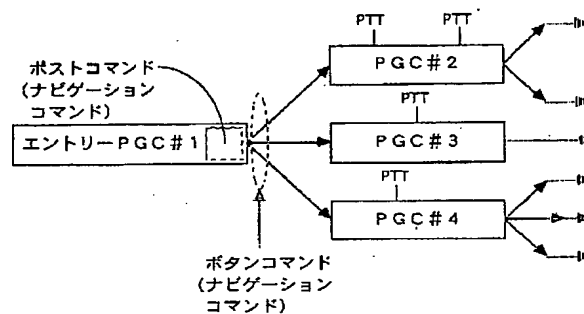 PTT
PTT
PGC#2
ポストコマンド
(ナビゲーション
コマンド)
PTT
エントリーPGC#1
PGC#3
PTT
PGC#4
ボタンコマンド
(ナビゲーション
コマンド)